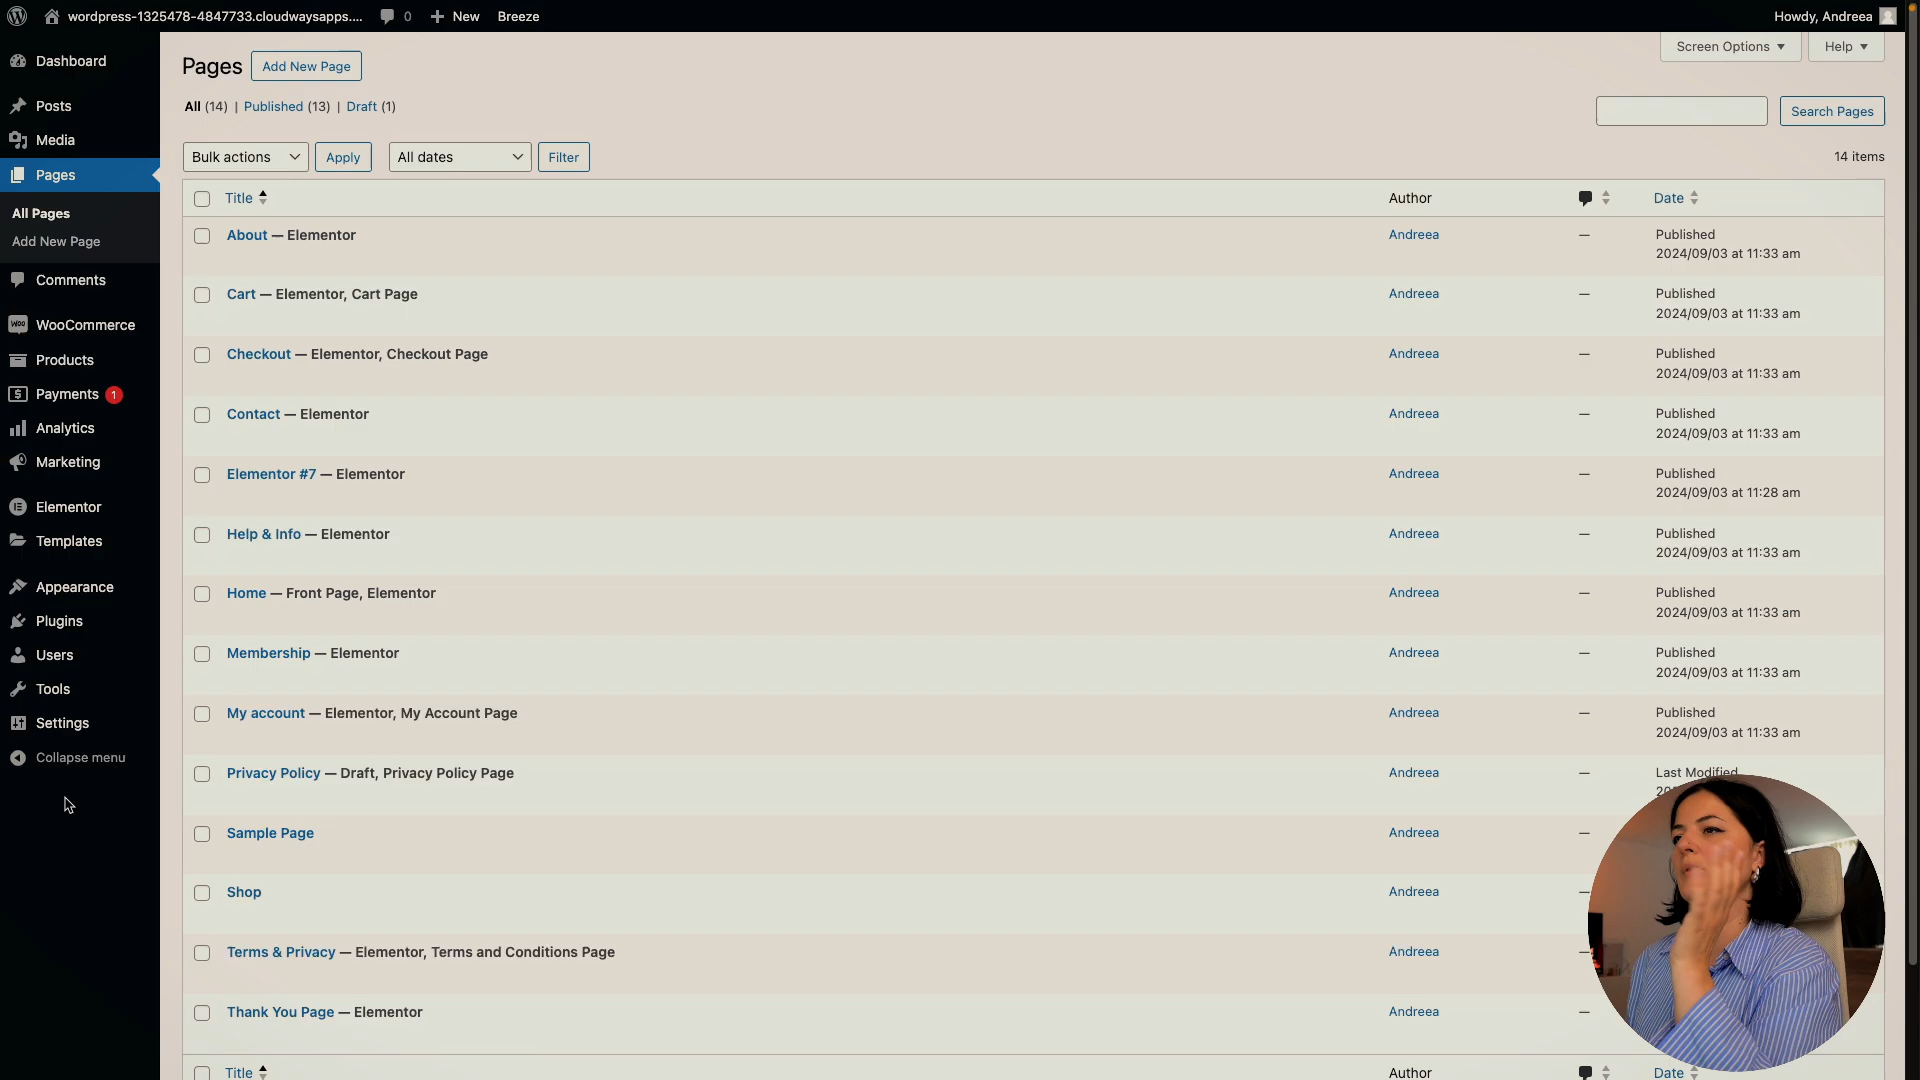 wordpress-1325478-4847733.cloudwaysapps.... 0 New Breeze Howdy, Andreea
Dashboard
Posts
Media
Pages
All Pages
Add New Page
Comments
WooCommerce
Products
Payments 1
Analytics
Marketing
Elementor
Templates
Appearance
Plugins
Users
Tools
Settings
Collapse menu
Screen Options Help
Pages Add New Page
All (14) | Published (13) | Draft (1)
Search Pages
Bulk actions Apply All dates Filter 14 items
Title Author Date
About — Elementor Andreea — Published
2024/09/03 at 11:33 am
Cart — Elementor, Cart Page Andreea — Published
2024/09/03 at 11:33 am
Checkout — Elementor, Checkout Page Andreea — Published
2024/09/03 at 11:33 am
Contact — Elementor Andreea — Published
2024/09/03 at 11:33 am
Elementor #7 — Elementor Andreea — Published
2024/09/03 at 11:28 am
Help & Info — Elementor Andreea — Published
2024/09/03 at 11:33 am
Home — Front Page, Elementor Andreea — Published
2024/09/03 at 11:33 am
Membership — Elementor Andreea — Published
2024/09/03 at 11:33 am
My account — Elementor, My Account Page Andreea — Published
2024/09/03 at 11:33 am
Privacy Policy — Draft, Privacy Policy Page Andreea — Last Modified
Sample Page Andreea —
Shop Andreea —
Terms & Privacy — Elementor, Terms and Conditions Page Andreea —
Thank You Page — Elementor Andreea —
Title Author Date